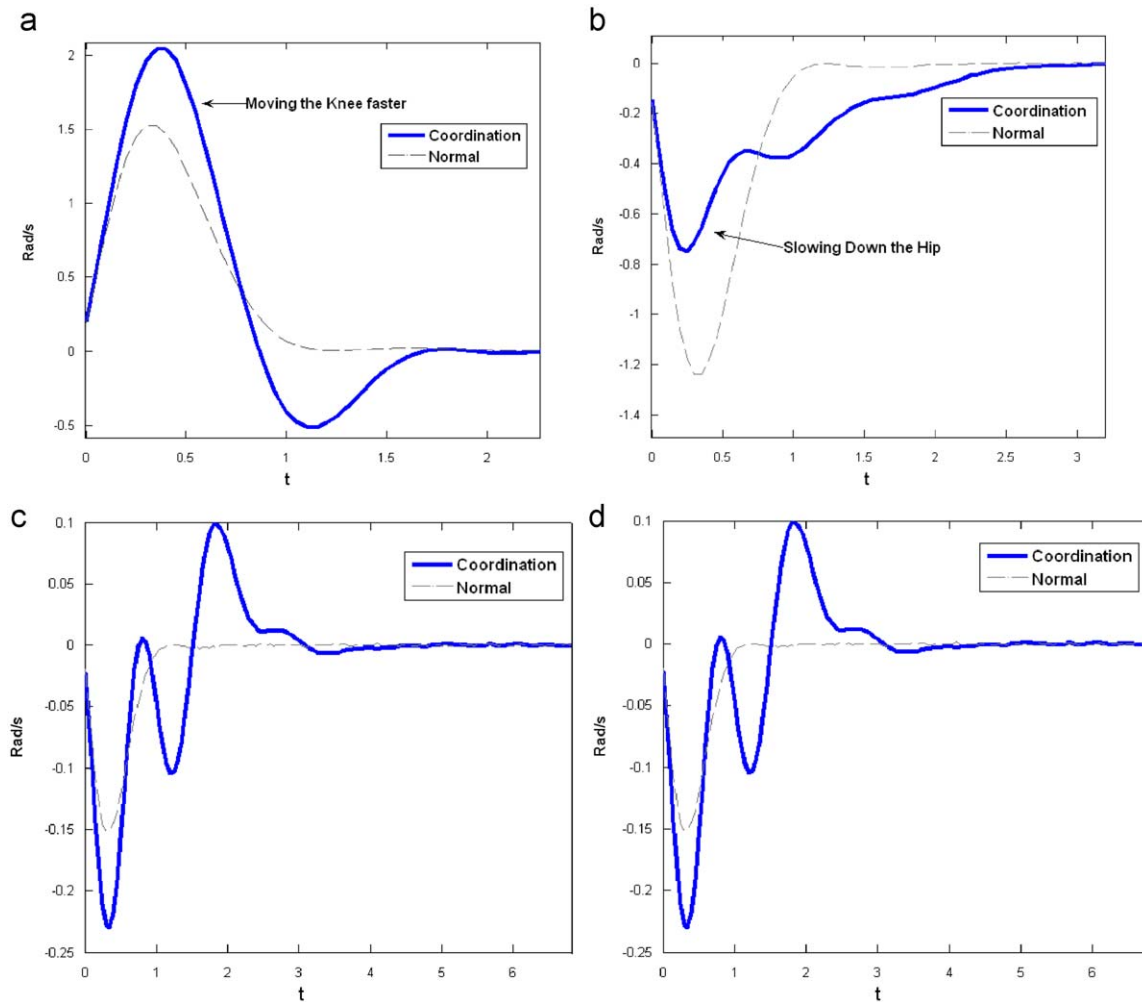 a
2
1.5
1
0.5
0
-0.5
Rad/s
Moving the Knee faster
Coordination
Normal
0 0.5 1 1.5 2
t
b
0
-0.2
-0.4
-0.6
-0.8
-1
-1.2
-1.4
Rad/s
Coordination
Normal
Slowing Down the Hip
0 0.5 1 1.5 2 2.5 3
t
c
0.1
0.05
0
-0.05
-0.1
-0.15
-0.2
-0.25
Rad/s
Coordination
Normal
0 1 2 3 4 5 6
t
d
0.1
0.05
0
-0.05
-0.1
-0.15
-0.2
-0.25
Rad/s
Coordination
Normal
0 1 2 3 4 5 6
t